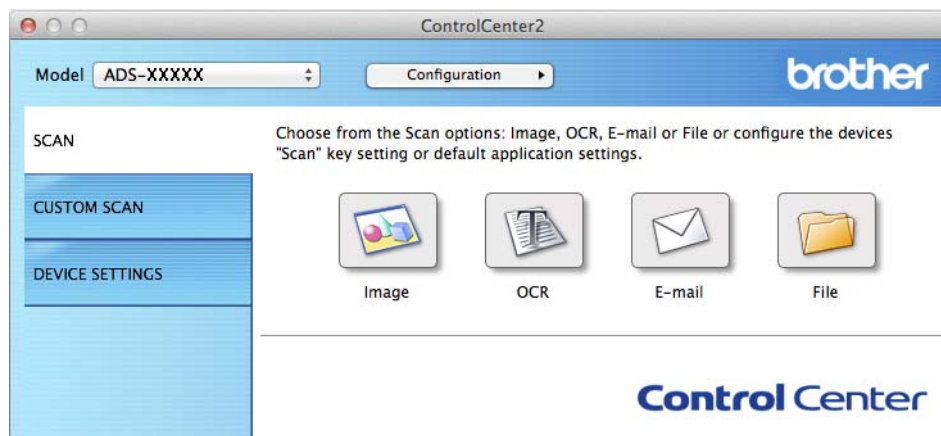 ControlCenter2
Model ADS-XXXXX Configuration
brother
SCAN
CUSTOM SCAN
DEVICE SETTINGS
Choose from the Scan options: Image, OCR, E-mail or File or configure the devices
"Scan" key setting or default application settings.
Image OCR E-mail File
Control Center